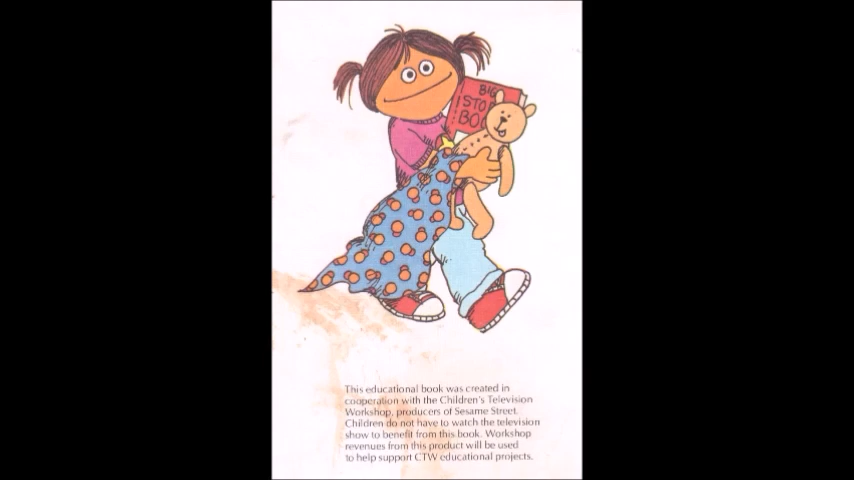 BIG
STO
BO
This educational book was created in
cooperation with the Children's Television
Workshop, producers of Sesame Street.
Children do not have to watch the television
show to benefit from this book. Workshop
revenues from this product will be used
to help support CTW educational projects.